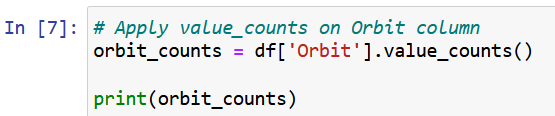 In [7]: # Apply value_counts on Orbit column
orbit_counts = df['Orbit'].value_counts()
print(orbit_counts)